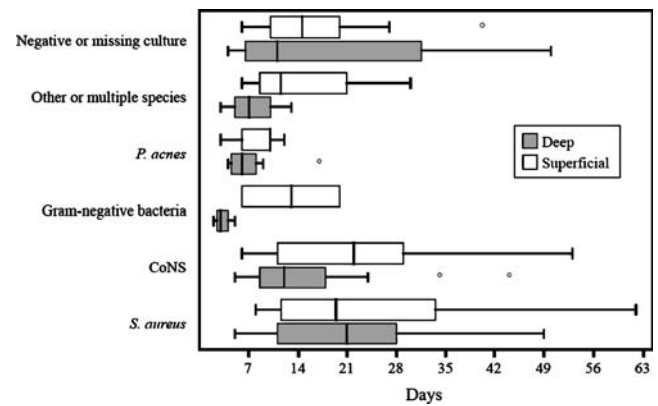 Negative or missing culture
Other or multiple species
P. acnes
Gram-negative bacteria
CoNS
S. aureus
Deep
Superficial
7 14 21 28 35 42 49 56 63
Days